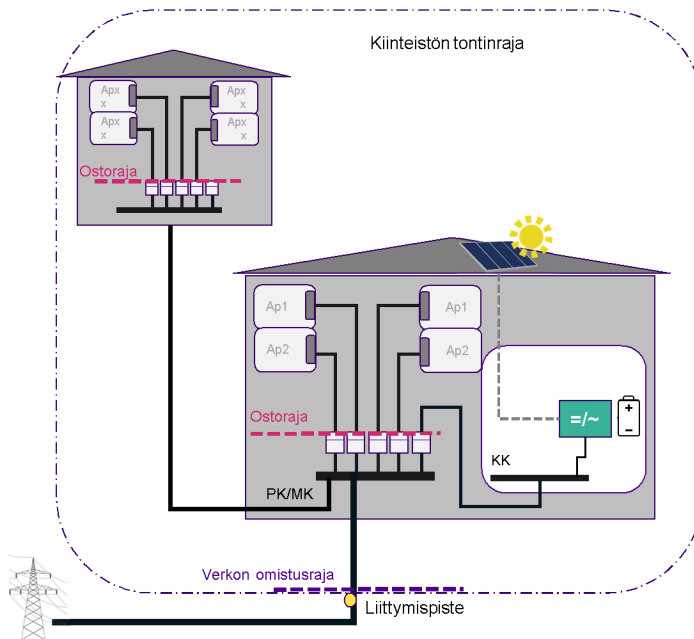 Kiinteistön tontinraja
Apx
x
Apx
x
Apx
x
Apx
x
Ostoraja
Ap1
Ap1
Ap2
Ap2
Ostoraja
=/~
+
−
KK
PK/MK
Verkon omistusraja
Liittymispiste